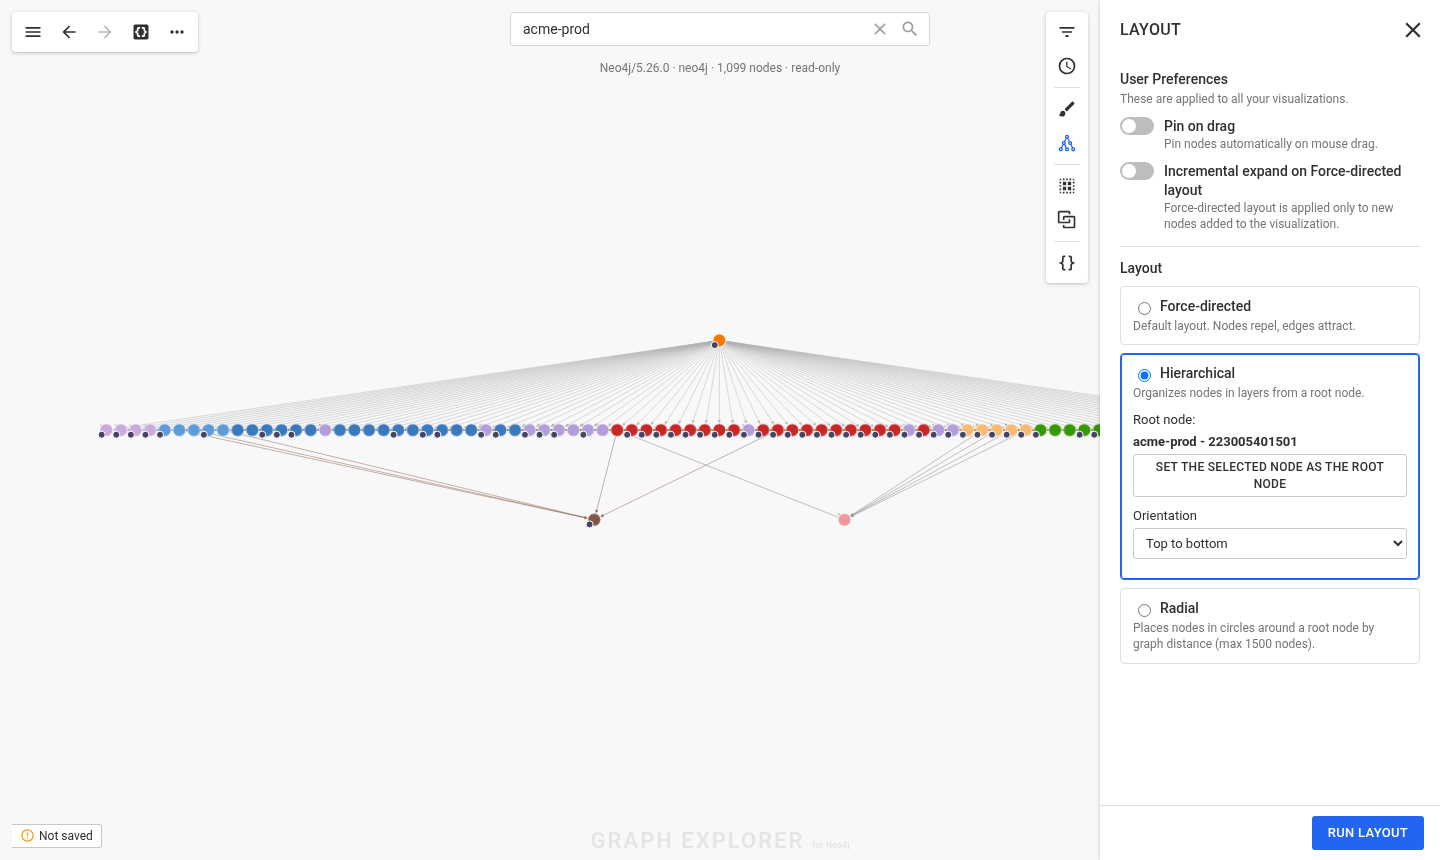 acme-prod
Neo4j/5.26.0 · neo4j · 1,099 nodes · read-only
LAYOUT
User Preferences
These are applied to all your visualizations.
Pin on drag
Pin nodes automatically on mouse drag.
Incremental expand on Force-directed
layout
Force-directed layout is applied only to new
nodes added to the visualization.
Layout
Force-directed
Default layout. Nodes repel, edges attract.
Hierarchical
Organizes nodes in layers from a root node.
Root node:
acme-prod - 223005401501
SET THE SELECTED NODE AS THE ROOT
NODE
Orientation
Top to bottom
Radial
Places nodes in circles around a root node by
graph distance (max 1500 nodes).
RUN LAYOUT
Not saved
GRAPH EXPLORER for Neo4j